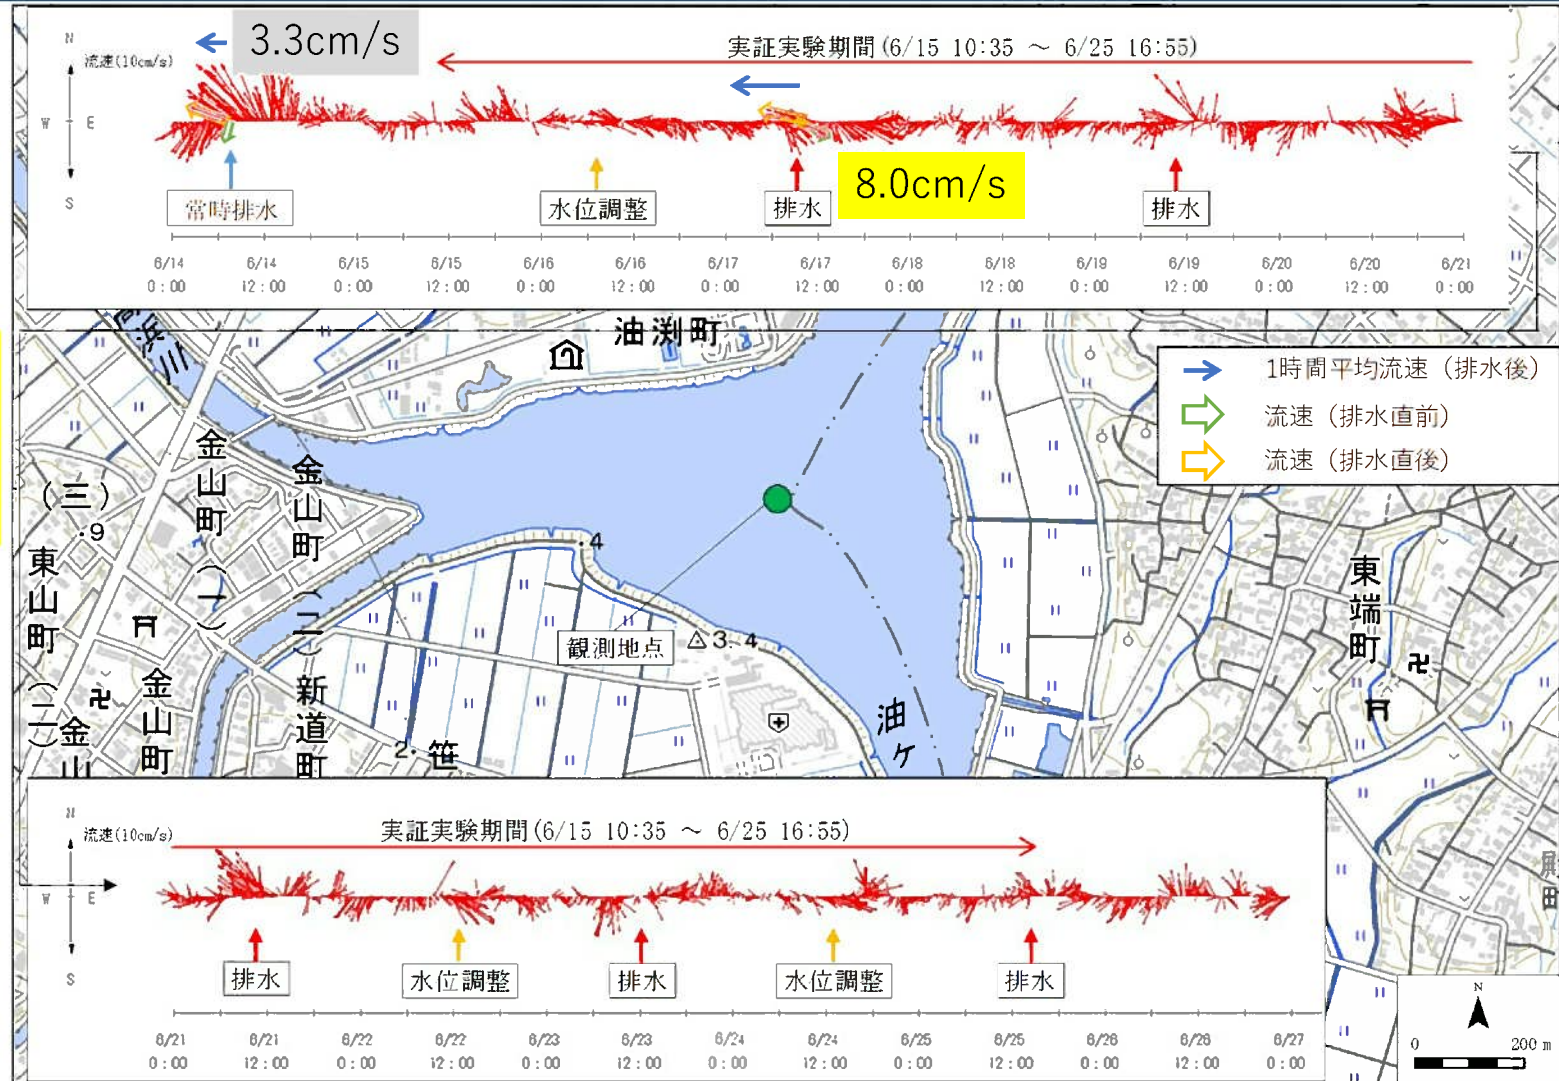 N
3.3cm/s
流速(10cm/s)
W E
S
実証実験期間(6/15 10:35 ～ 6/25 16:55)
8.0cm/s
常時排水
水位調整
排水
排水
6/14 6/14 6/15 6/15 6/16 6/16 6/17 6/17 6/18 6/18 6/19 6/19 6/20 6/20 6/21
0:00 12:00 0:00 12:00 0:00 12:00 0:00 12:00 0:00 12:00 0:00 12:00 0:00 12:00 0:00
高浜川
油渕町
1時間平均流速（排水後）
流速（排水直前）
流速（排水直後）
金山町(一)
金山町(二)
(三)
9
東山町(二)
4
観測地点
3.4
金山町
金山
新道町
2
笹
油ケ
東端町
N
流速(10cm/s)
W E
S
実証実験期間(6/15 10:35 ～ 6/25 16:55)
排水
水位調整
排水
水位調整
排水
6/21 6/21 6/22 6/22 6/23 6/23 6/24 6/24 6/25 6/25 6/26 6/26 6/27
0:00 12:00 0:00 12:00 0:00 12:00 0:00 12:00 0:00 12:00 0:00 12:00 0:00
N
0 200 m